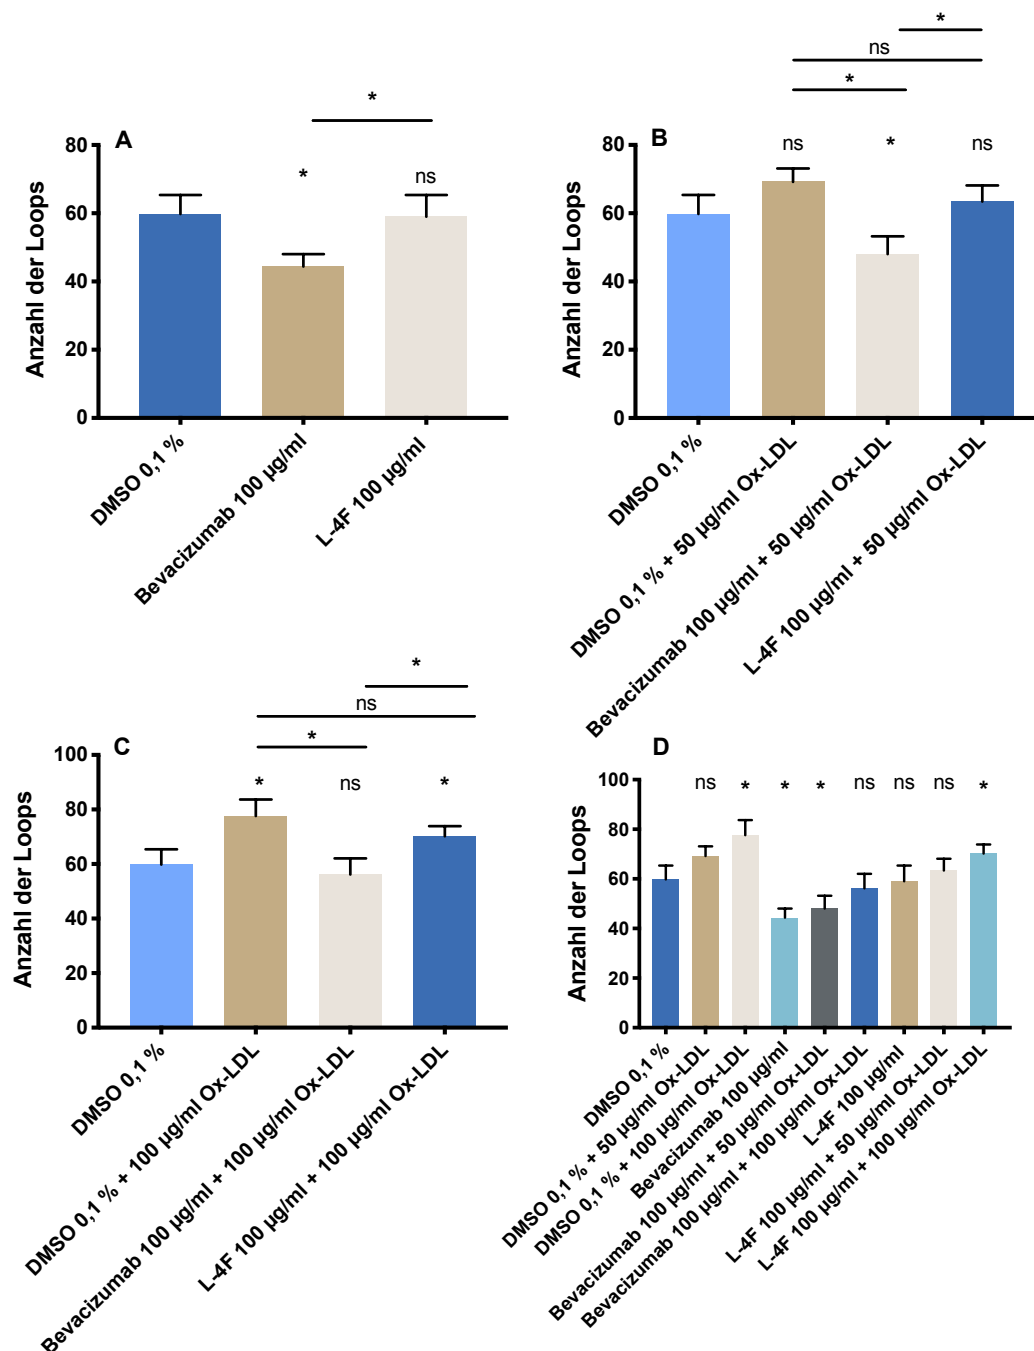 *
A
80
60
40
20
0
Anzahl der Loops
*
ns
DMSO 0,1 %
Bevacizumab 100 µg/ml
L-4F 100 µg/ml
*
ns
*
B
80
60
40
20
0
Anzahl der Loops
ns
*
ns
DMSO 0,1 %
DMSO 0,1 % + 50 µg/ml Ox-LDL
Bevacizumab 100 µg/ml + 50 µg/ml Ox-LDL
L-4F 100 µg/ml + 50 µg/ml Ox-LDL
*
ns
*
C
100
80
60
40
20
0
Anzahl der Loops
*
ns
*
DMSO 0,1 %
DMSO 0,1 % + 100 µg/ml Ox-LDL
Bevacizumab 100 µg/ml + 100 µg/ml Ox-LDL
L-4F 100 µg/ml + 100 µg/ml Ox-LDL
D
100
80
60
40
20
0
Anzahl der Loops
ns
*
*
*
ns
ns
ns
*
DMSO 0,1 %
DMSO 0,1 % + 50 µg/ml Ox-LDL
DMSO 0,1 % + 100 µg/ml Ox-LDL
Bevacizumab 100 µg/ml
Bevacizumab 100 µg/ml + 50 µg/ml Ox-LDL
Bevacizumab 100 µg/ml + 100 µg/ml Ox-LDL
L-4F 100 µg/ml
L-4F 100 µg/ml + 50 µg/ml Ox-LDL
L-4F 100 µg/ml + 100 µg/ml Ox-LDL